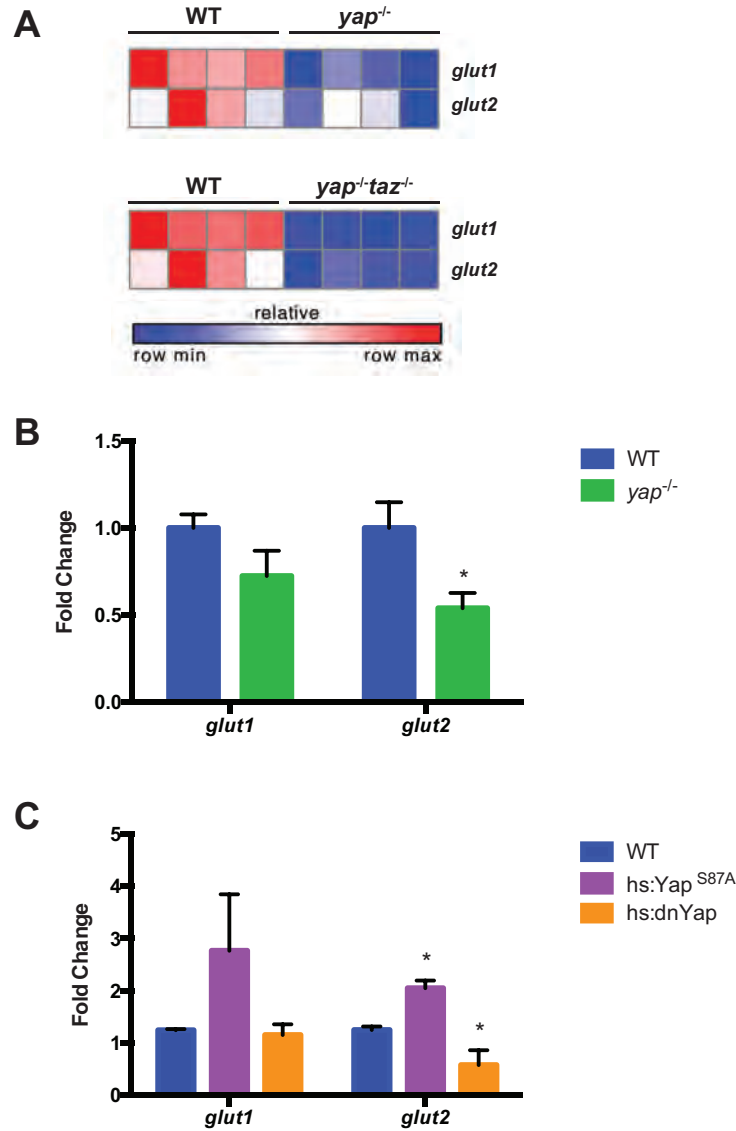 A
WT yap-/-
glut1
glut2
WT yap-/-taz-/-
glut1
glut2
relative
row min row max
B
1.5
1.0
0.5
0.0
Fold Change
*
glut1 glut2
WT
yap-/-
C
5
4
3
2
1
0
Fold Change
*
*
glut1 glut2
WT
hs:Yap S87A
hs:dnYap